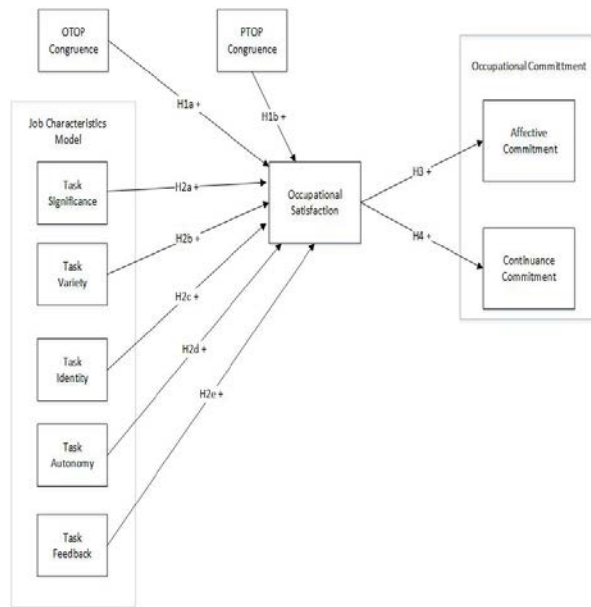 OTOP
Congruence
PTOP
Congruence
Occupational Committment
H1a +
H1b +
Job Characteristics
Model
Affective
Commitment
Task
Significance
H2a +
Occupational
Satisfaction
H3 +
H2b +
H4 +
Task
Variety
H2c +
Continuance
Commitment
H2d +
Task
Identity
H2e +
Task
Autonomy
Task
Feedback